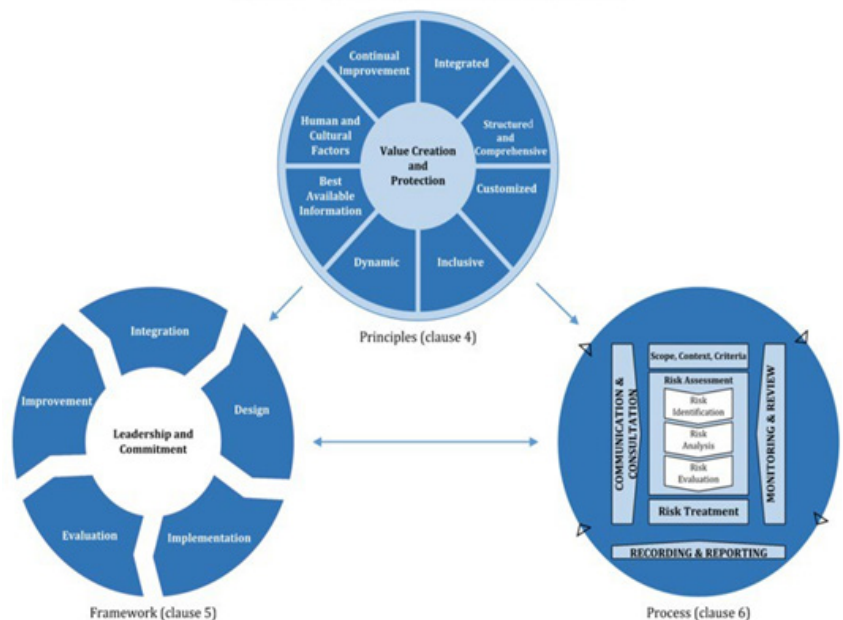 Continual
Improvement
Integrated
Human and
Cultural
Factors
Structured
and
Comprehensive
Value Creation
and
Protection
Best
Available
Information
Customized
Dynamic
Inclusive
Principles (clause 4)
Integration
Improvement
Design
Leadership and
Commitment
Evaluation
Implementation
Framework (clause 5)
Scope, Context, Criteria
Risk Assessment
Risk
Identification
Risk
Analysis
Risk
Evaluation
Risk Treatment
COMMUNICATION &
CONSULTATION
MONITORING & REVIEW
RECORDING & REPORTING
Process (clause 6)